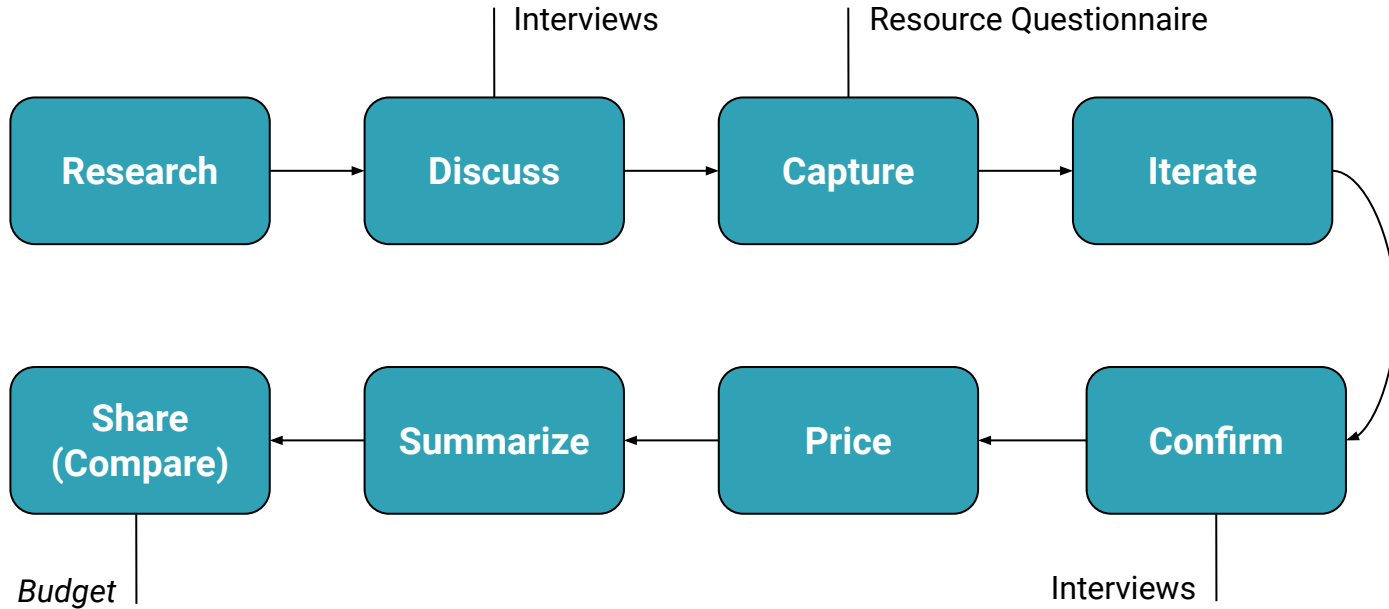 Interviews
Resource Questionnaire
Research
Discuss
Capture
Iterate
Share
(Compare)
Summarize
Price
Confirm
Budget
Interviews